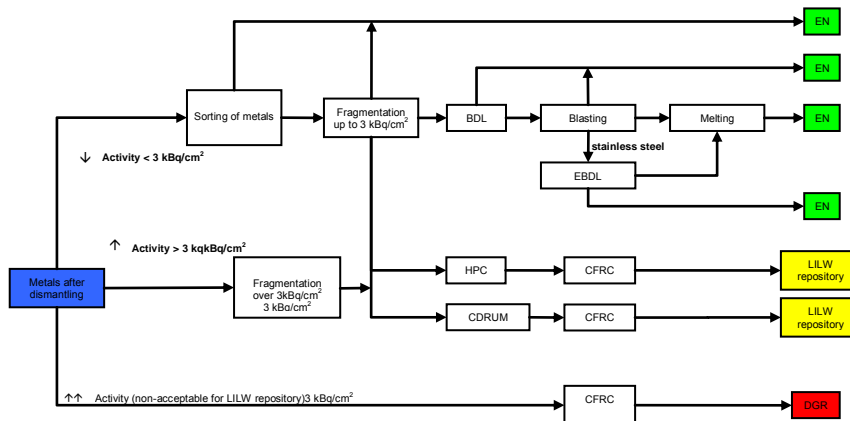 EN
EN
Sorting of metals
Fragmentation
up to 3 kBq/cm²
BDL
Blasting
Melting
EN
stainless steel
↓ Activity < 3 kBq/cm²
EBDL
EN
↑ Activity > 3 kqkBq/cm²
Metals after
dismantling
Fragmentation
over 3kBq/cm²
3 kBq/cm²
HPC
CFRC
LILW
repository
CDRUM
CFRC
LILW
repository
↑↑ Activity (non-acceptable for LILW repository)3 kBq/cm²
CFRC
DGR